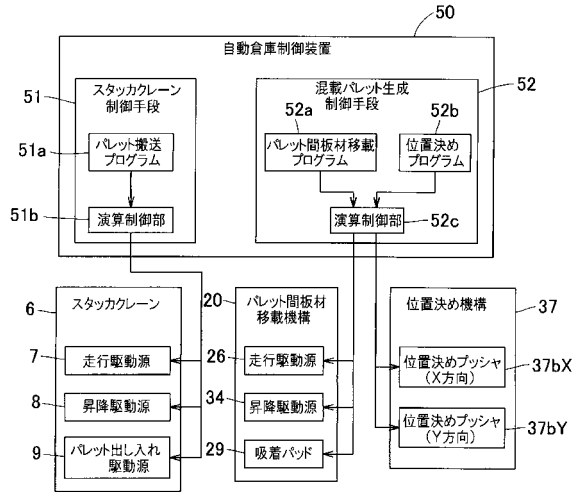 50
自動倉庫制御装置
51
スタッカクレーン
制御手段
51a
パレット搬送
プログラム
51b
演算制御部
混載パレット生成
制御手段
52
52a
52b
パレット間板材移載
プログラム
位置決め
プログラム
演算制御部
52c
6
スタッカクレーン
7
走行駆動源
8
昇降駆動源
9
パレット出し入れ
駆動源
20
パレット間板材
移載機構
26
走行駆動源
34
昇降駆動源
29
吸着パッド
位置決め機構
37
位置決めプッシャ
(X方向)
37bX
位置決めプッシャ
(Y方向)
37bY